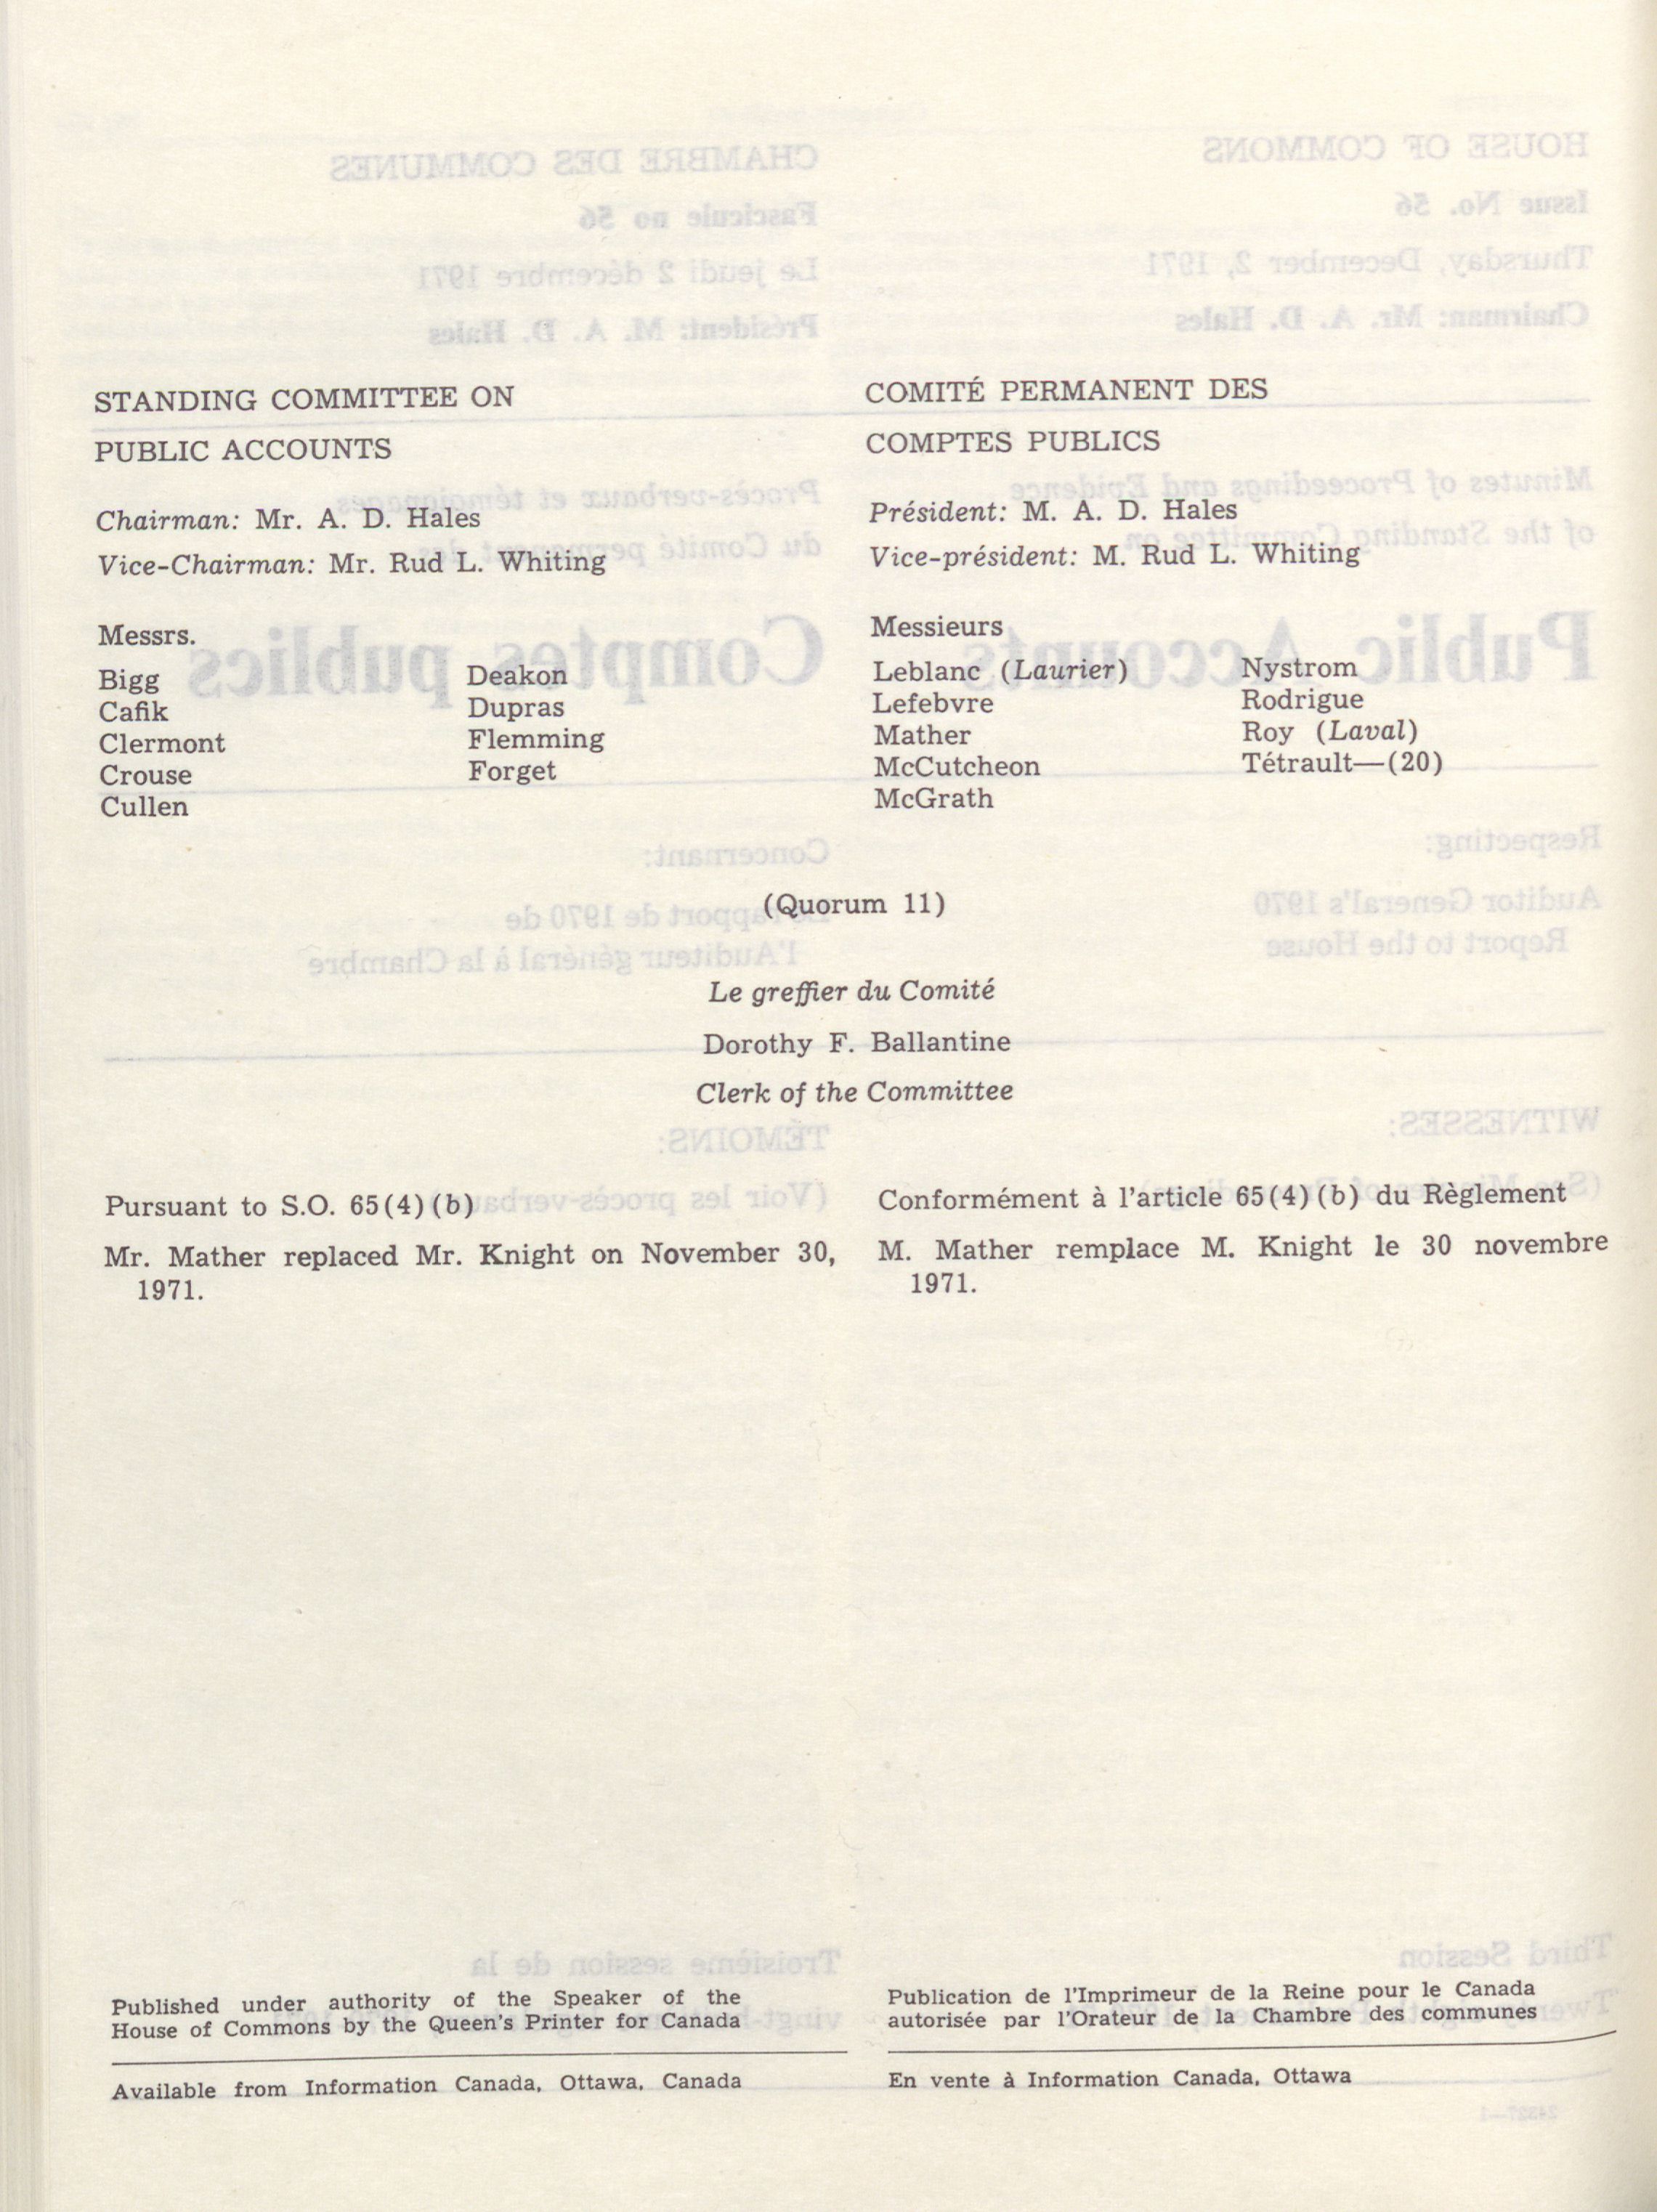 STANDING COMMITTEE ON
PUBLIC ACCOUNTS
Chairman: Mr. A. D. Hales
Vice-Chairman: Mr. Rud L. Whiting
Messrs.
Bigg
Cafik
Clermont
Crouse
Cullen
Deakon
Dupras
Flemming
Forget
COMITÉ PERMANENT DES
COMPTES PUBLICS
Président: M. A. D. Hales
Vice-président: M. Rud L. Whiting
Messieurs
Leblanc (Laurier)
Lefebvre
Mather
McCutcheon
McGrath
Nystrom
Rodrigue
Roy (Laval)
Tétrault—(20)
(Quorum 11)
Le greffier du Comité
Dorothy F. Ballantine
Clerk of the Committee
Pursuant to S.O. 65(4)(b)
Mr. Mather replaced Mr. Knight on November 30,
1971.
Conformément à l'article 65(4)(b) du Règlement
M. Mather remplace M. Knight le 30 novembre
1971.
Published under authority of the Speaker of the
House of Commons by the Queen's Printer for Canada
Available from Information Canada, Ottawa, Canada
Publication de l'Imprimeur de la Reine pour le Canada
autorisée par l'Orateur de la Chambre des communes
En vente à Information Canada, Ottawa